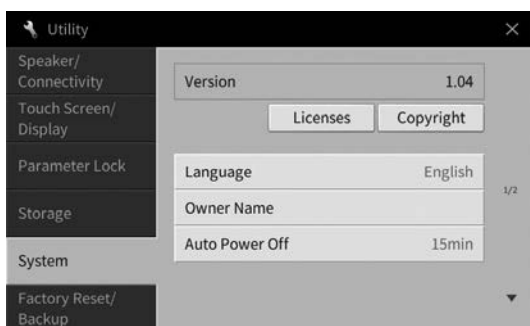 Utility
Speaker/
Connectivity
Touch Screen/
Display
Parameter Lock
Storage
System
Factory Reset/
Backup
Version 1.04
Licenses Copyright
Language English
Owner Name
Auto Power Off 15min
1/2